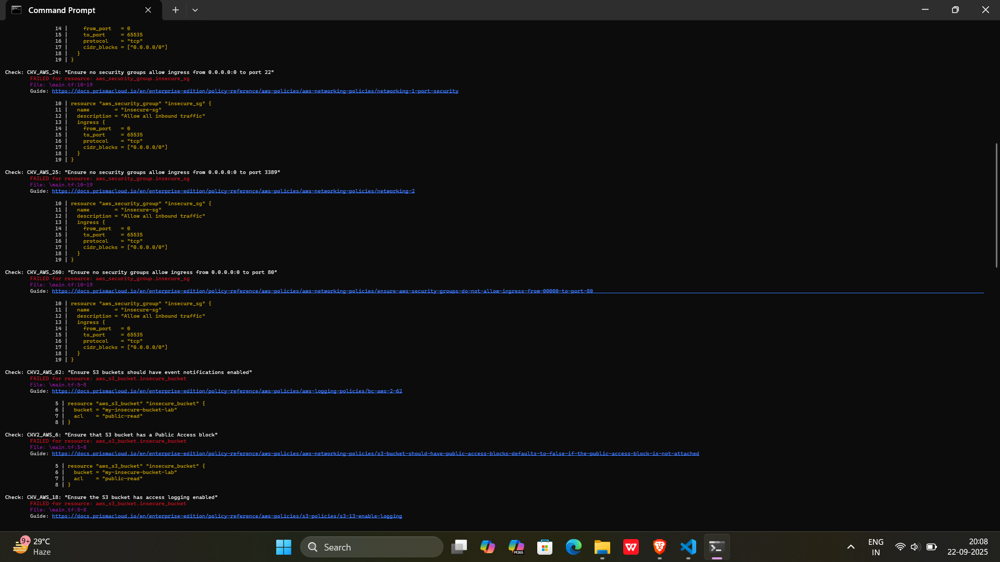 Command Prompt
14 |     from_port   = 0
15 |     to_port     = 65535
16 |     protocol    = "tcp"
17 |     cidr_blocks = ["0.0.0.0/0"]
18 |   }
19 | }
Check: CKV_AWS_24: "Ensure no security groups allow ingress from 0.0.0.0:0 to port 22"
FAILED for resource: aws_security_group.insecure_sg
File: \main.tf:10-19
Guide: https://docs.prismacloud.io/en/enterprise-edition/policy-reference/aws-policies/aws-networking-policies/networking-1-port-security
10 | resource "aws_security_group" "insecure_sg" {
11 |   name        = "insecure-sg"
12 |   description = "Allow all inbound traffic"
13 |   ingress {
14 |     from_port   = 0
15 |     to_port     = 65535
16 |     protocol    = "tcp"
17 |     cidr_blocks = ["0.0.0.0/0"]
18 |   }
19 | }
Check: CKV_AWS_25: "Ensure no security groups allow ingress from 0.0.0.0:0 to port 3389"
FAILED for resource: aws_security_group.insecure_sg
File: \main.tf:10-19
Guide: https://docs.prismacloud.io/en/enterprise-edition/policy-reference/aws-policies/aws-networking-policies/networking-2
10 | resource "aws_security_group" "insecure_sg" {
11 |   name        = "insecure-sg"
12 |   description = "Allow all inbound traffic"
13 |   ingress {
14 |     from_port   = 0
15 |     to_port     = 65535
16 |     protocol    = "tcp"
17 |     cidr_blocks = ["0.0.0.0/0"]
18 |   }
19 | }
Check: CKV_AWS_260: "Ensure no security groups allow ingress from 0.0.0.0:0 to port 80"
FAILED for resource: aws_security_group.insecure_sg
File: \main.tf:10-19
Guide: https://docs.prismacloud.io/en/enterprise-edition/policy-reference/aws-policies/aws-networking-policies/ensure-aws-security-groups-do-not-allow-ingress-from-00000-to-port-80
10 | resource "aws_security_group" "insecure_sg" {
11 |   name        = "insecure-sg"
12 |   description = "Allow all inbound traffic"
13 |   ingress {
14 |     from_port   = 0
15 |     to_port     = 65535
16 |     protocol    = "tcp"
17 |     cidr_blocks = ["0.0.0.0/0"]
18 |   }
19 | }
Check: CKV2_AWS_62: "Ensure S3 buckets should have event notifications enabled"
FAILED for resource: aws_s3_bucket.insecure_bucket
File: \main.tf:5-8
Guide: https://docs.prismacloud.io/en/enterprise-edition/policy-reference/aws-policies/aws-logging-policies/bc-aws-2-62
5 | resource "aws_s3_bucket" "insecure_bucket" {
6 |   bucket = "my-insecure-bucket-lab"
7 |   acl    = "public-read"
8 | }
Check: CKV2_AWS_6: "Ensure that S3 bucket has a Public Access block"
FAILED for resource: aws_s3_bucket.insecure_bucket
File: \main.tf:5-8
Guide: https://docs.prismacloud.io/en/enterprise-edition/policy-reference/aws-policies/aws-networking-policies/s3-bucket-should-have-public-access-blocks-defaults-to-false-if-the-public-access-block-is-not-attached
5 | resource "aws_s3_bucket" "insecure_bucket" {
6 |   bucket = "my-insecure-bucket-lab"
7 |   acl    = "public-read"
8 | }
Check: CKV_AWS_18: "Ensure the S3 bucket has access logging enabled"
FAILED for resource: aws_s3_bucket.insecure_bucket
File: \main.tf:5-8
Guide: https://docs.prismacloud.io/en/enterprise-edition/policy-reference/aws-policies/s3-policies/s3-13-enable-logging
9+ 29°C
Haze
Search
M365
W
ENG
IN
20:08
22-09-2025